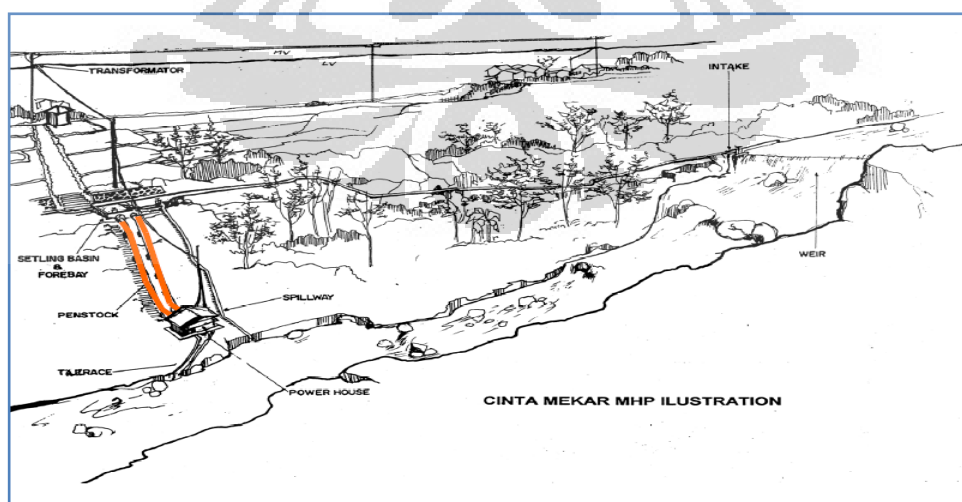 MV
LV
TRANSFORMATOR
INTAKE
SETLING BASIN
&
FOREBAY
WEIR
SPILLWAY
PENSTOCK
TAILRACE
POWER HOUSE
CINTA MEKAR MHP ILUSTRATION